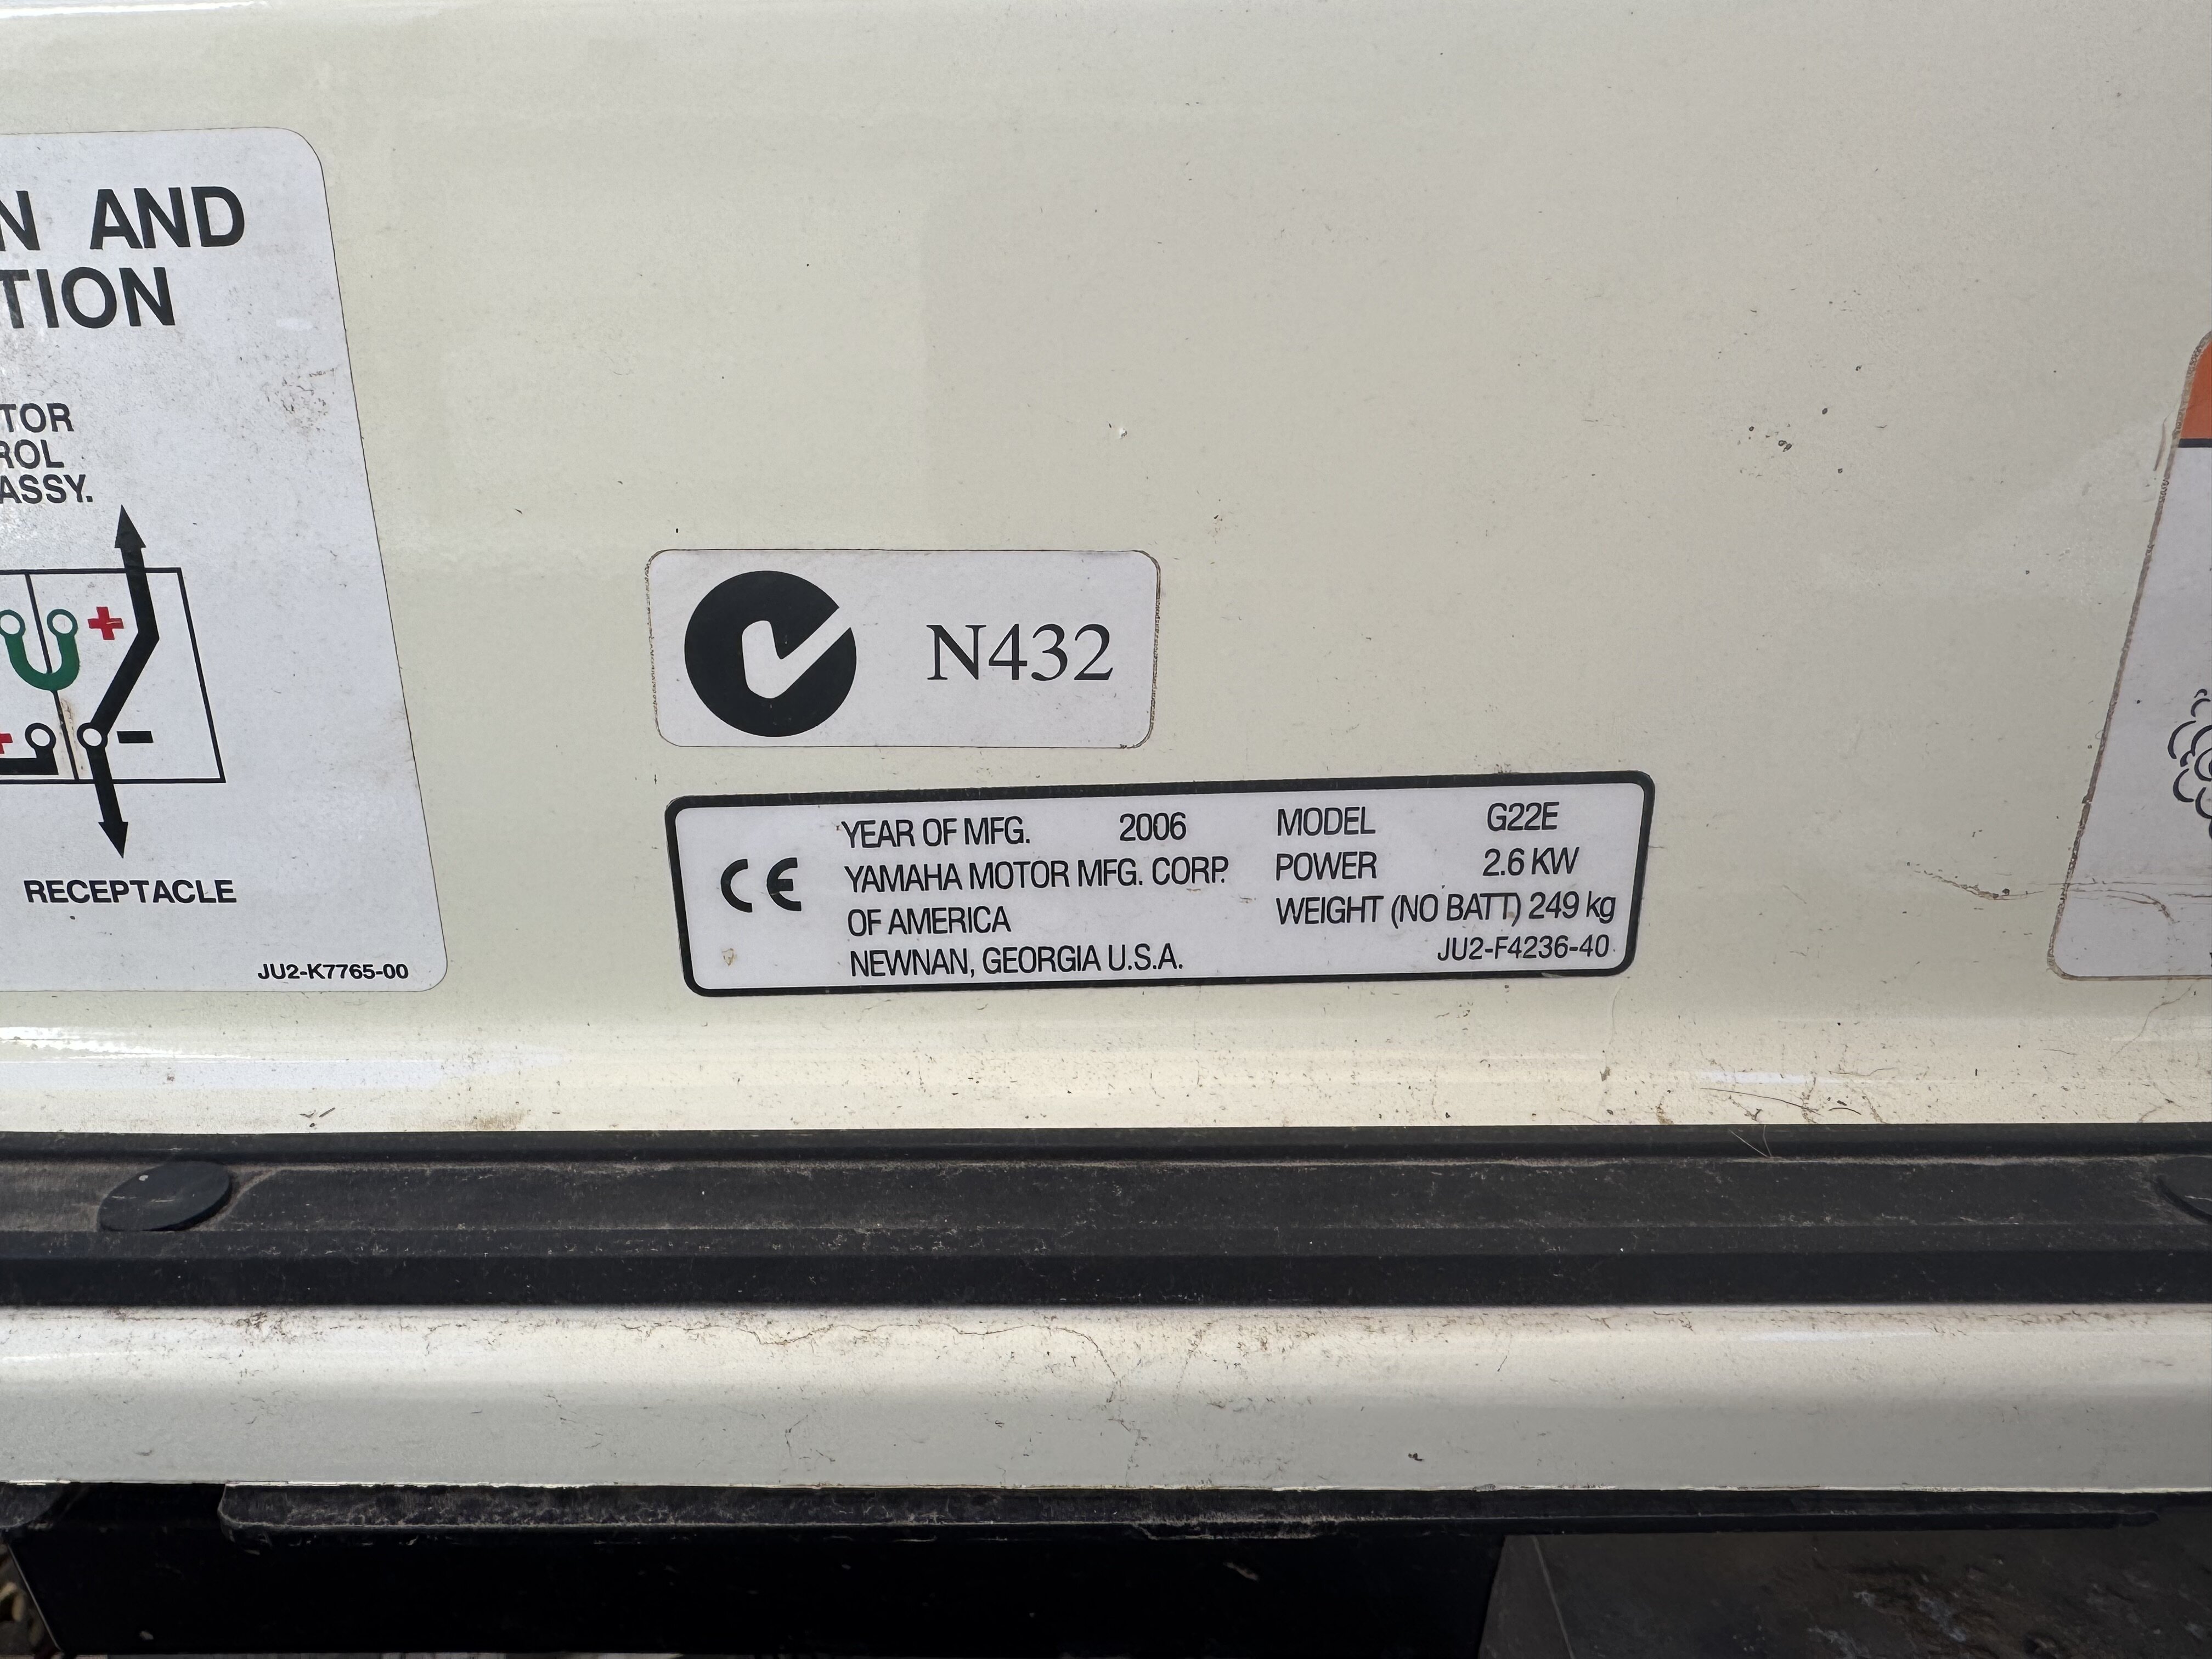 N AND
TION
TOR
ROL
ASSY.
+
+ -
RECEPTACLE
JU2-K7765-00
N432
CE
YEAR OF MFG. 2006
YAMAHA MOTOR MFG. CORP.
OF AMERICA
NEWNAN, GEORGIA U.S.A.
MODEL G22E
POWER 2.6 KW
WEIGHT (NO BATT) 249 kg
JU2-F4236-40